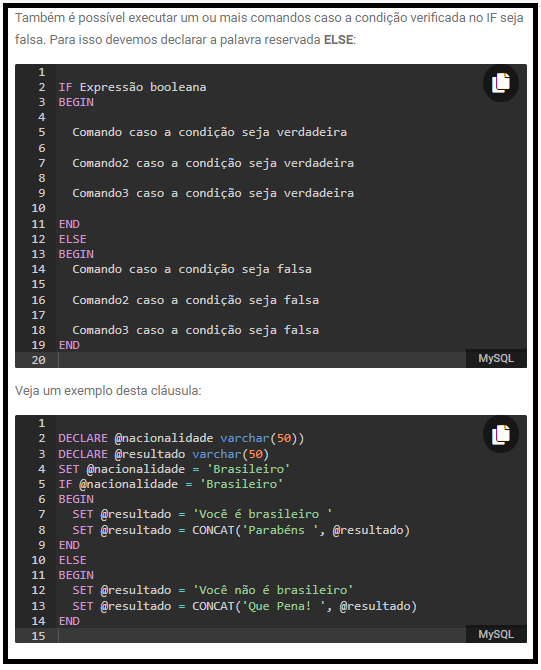 Também é possível executar um ou mais comandos caso a condição verificada no IF seja
falsa. Para isso devemos declarar a palavra reservada ELSE:
1
2 IF Expressão booleana
3 BEGIN
4
5 Comando caso a condição seja verdadeira
6
7 Comando2 caso a condição seja verdadeira
8
9 Comando3 caso a condição seja verdadeira
10
11 END
12 ELSE
13 BEGIN
14 Comando caso a condição seja falsa
15
16 Comando2 caso a condição seja falsa
17
18 Comando3 caso a condição seja falsa
19 END
20
MySQL
Veja um exemplo desta cláusula:
1
2 DECLARE @nacionalidade varchar(50))
3 DECLARE @resultado varchar(50)
4 SET @nacionalidade = 'Brasileiro'
5 IF @nacionalidade = 'Brasileiro'
6 BEGIN
7 SET @resultado = 'Você é brasileiro '
8 SET @resultado = CONCAT('Parabéns ', @resultado)
9 END
10 ELSE
11 BEGIN
12 SET @resultado = 'Você não é brasileiro'
13 SET @resultado = CONCAT('Que Pena! ', @resultado)
14 END
15
MySQL